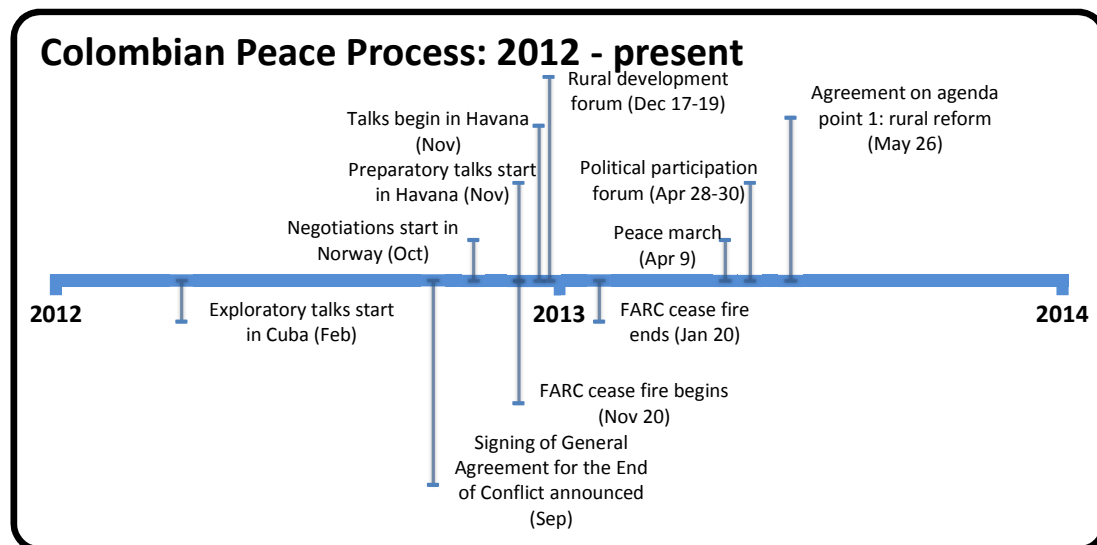 Colombian Peace Process: 2012 - present
Rural development
forum (Dec 17-19)
Agreement on agenda
point 1: rural reform
(May 26)
Talks begin in Havana
(Nov)
Preparatory talks start
in Havana (Nov)
Political participation
forum (Apr 28-30)
Negotiations start in
Norway (Oct)
Peace march
(Apr 9)
2012
2013
2014
Exploratory talks start
in Cuba (Feb)
FARC cease fire
ends (Jan 20)
FARC cease fire begins
(Nov 20)
Signing of General
Agreement for the End
of Conflict announced
(Sep)